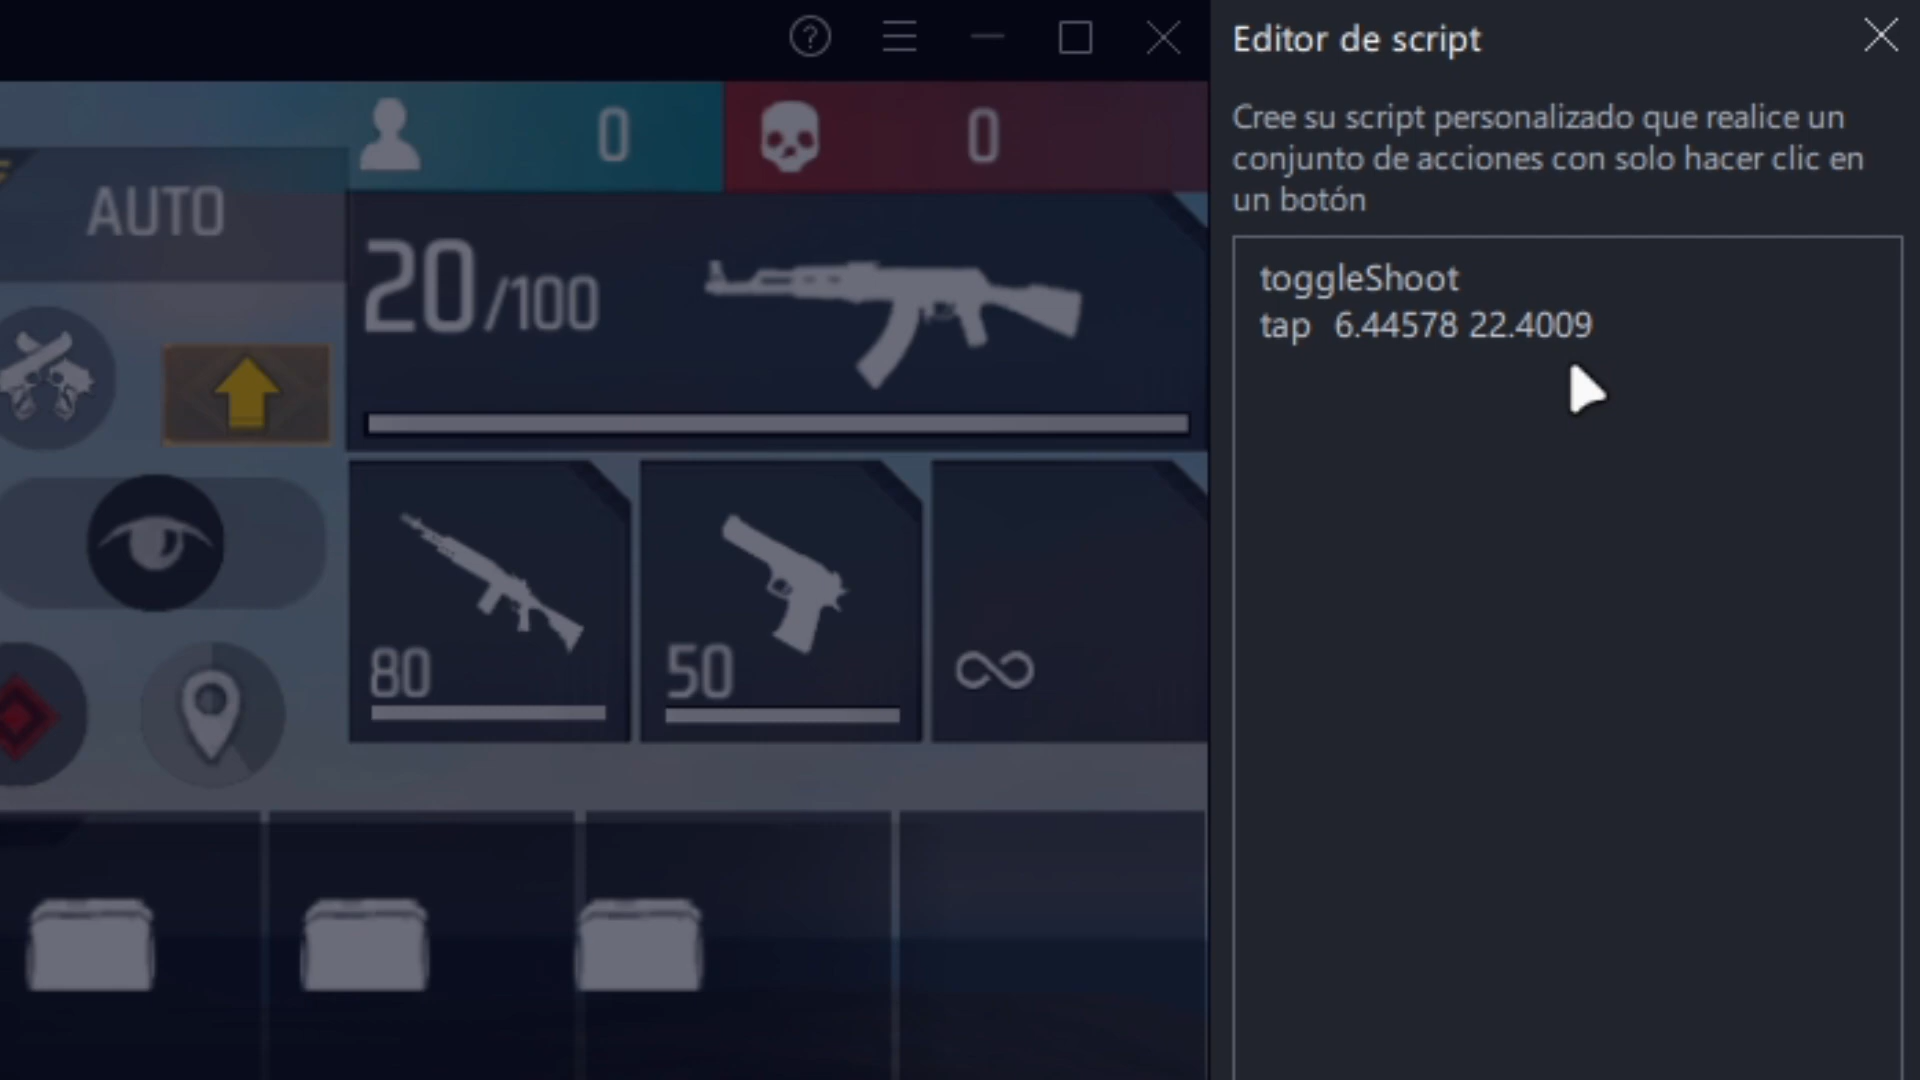 Editor de script
Cree su script personalizado que realice un
conjunto de acciones con solo hacer clic en
un botón
toggleShoot
tap 6.44578 22.4009
0
0
AUTO
20/100
80
50
∞